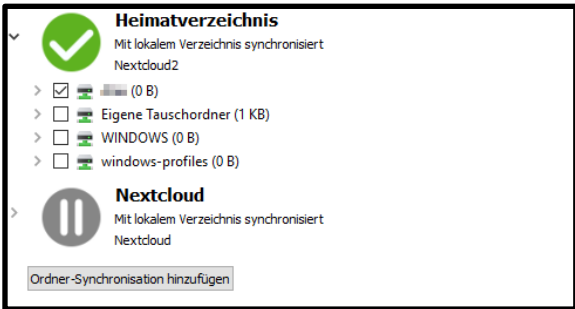 Heimatverzeichnis
Mit lokalem Verzeichnis synchronisiert
Nextcloud2
(0 B)
Eigene Tauschordner (1 KB)
WINDOWS (0 B)
windows-profiles (0 B)
Nextcloud
Mit lokalem Verzeichnis synchronisiert
Nextcloud
Ordner-Synchronisation hinzufügen